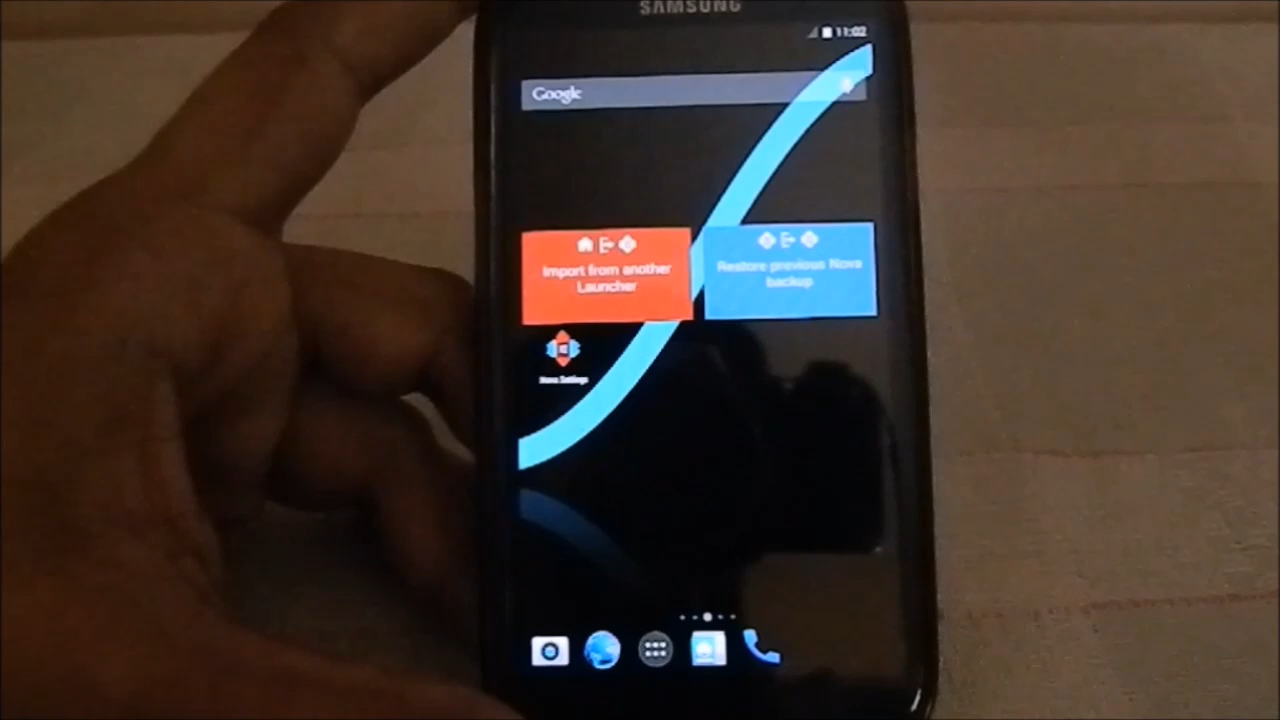 SAMSUNG
11:02
Google
Import from another
Launcher
Restore previous Nova
backup
Nova Settings